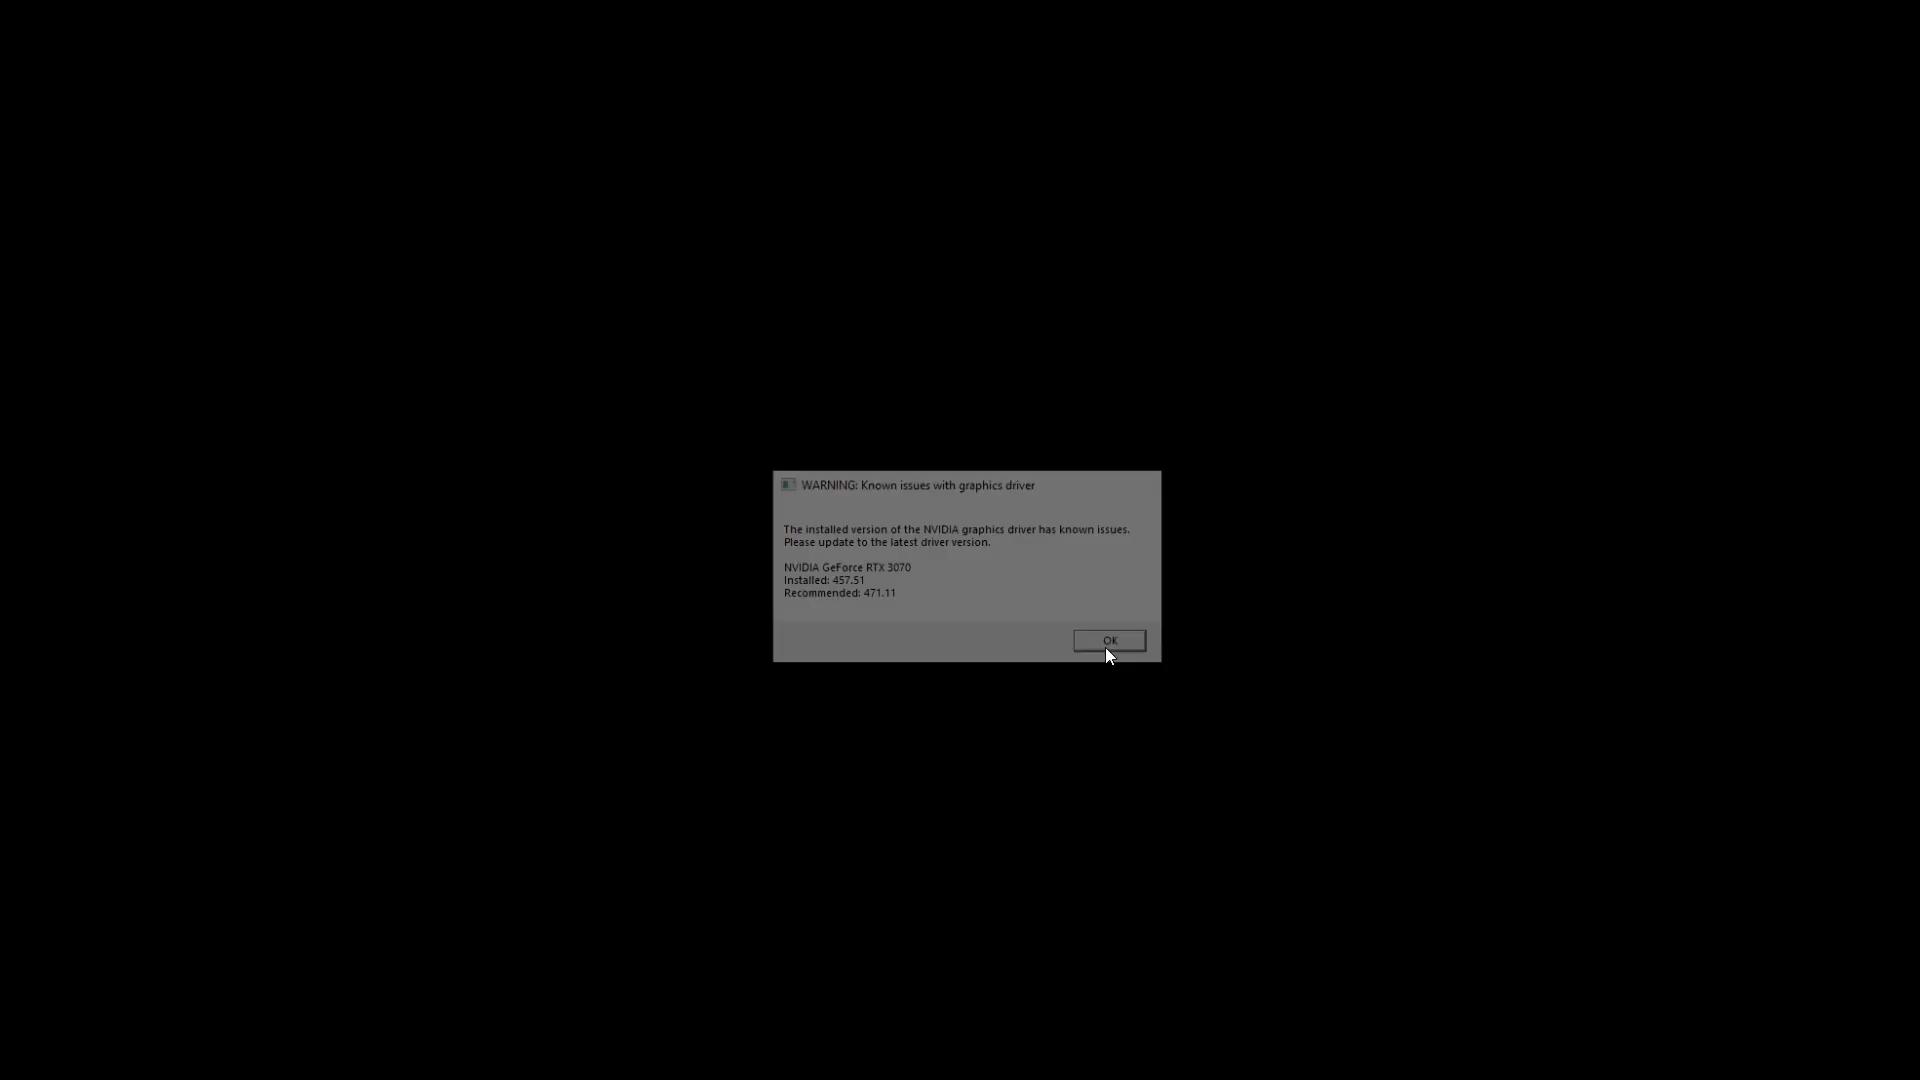 WARNING: Known issues with graphics driver
The installed version of the NVIDIA graphics driver has known issues.
Please update to the latest driver version.
NVIDIA GeForce RTX 3070
Installed: 457.51
Recommended: 471.11
OK